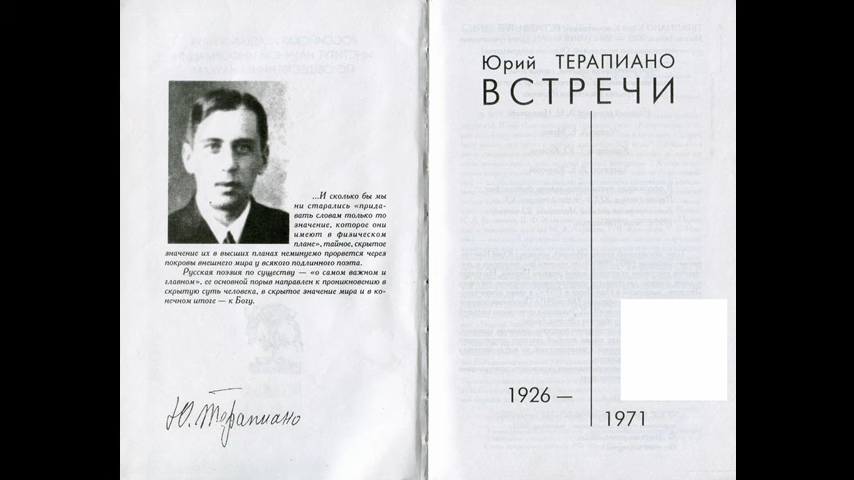 ...И сколько бы мы
ни старались «прида-
вать словам только то
значение, которое они
имеют в физическом
плане», тайное, скрытое
значение их в высших планах неминуемо прорвется через
покровы внешнего мира у всякого подлинного поэта.
Русская поэзия по существу — «о самом важном и
главном», ее основной порыв направлен к проникновению в
скрытую суть человека, в скрытое значение мира и в ко-
нечном итоге — к Богу.
Ю. Терапиано
Юрий ТЕРАПИАНО
ВСТРЕЧИ
1926 —
1971